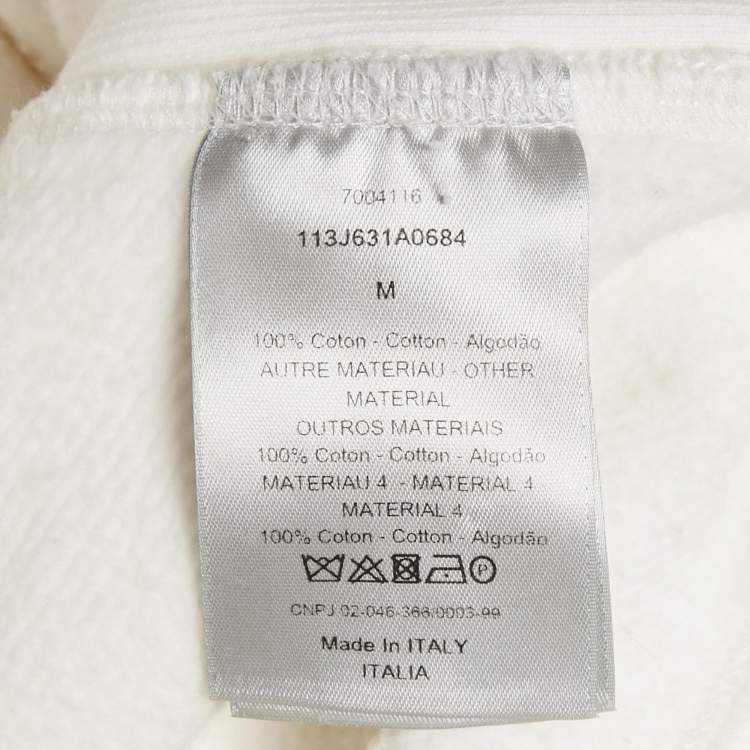 7004116
113J631A0684
M
100% Coton - Cotton - Algodão
AUTRE MATERIAU - OTHER
MATERIAL
OUTROS MATERIAIS
100% Coton - Cotton - Algodão
MATERIAU 4 - MATERIAL 4
MATERIAL 4
100% Coton - Cotton - Algodão
P
CNPJ 02-046-366/0003-99
Made In ITALY
ITALIA